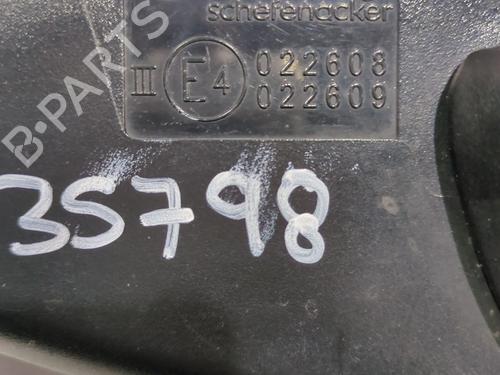 schefenacker
III E4 022608
022609
35798
B-PARTS